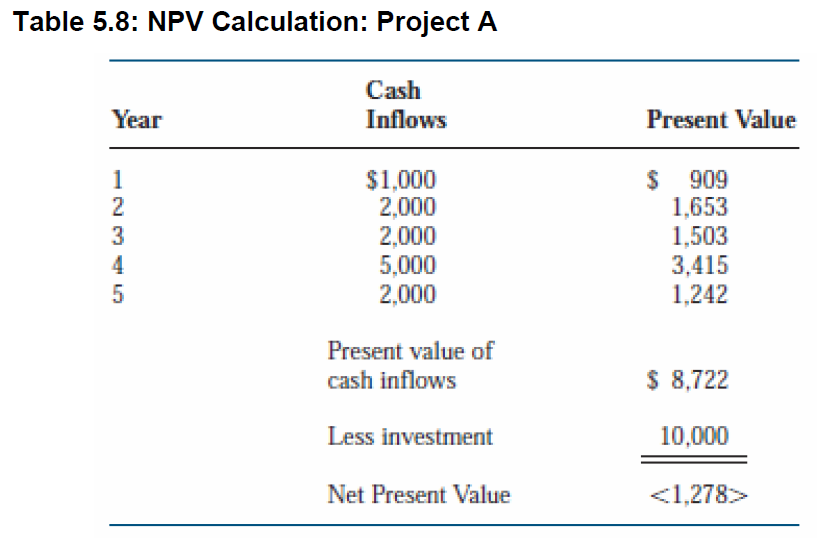 Table 5.8: NPV Calculation: Project A
Cash
Year Inflows Present Value
1 $1,000 $ 909
2 2,000 1,653
3 2,000 1,503
4 5,000 3,415
5 2,000 1,242
Present value of
cash inflows $ 8,722
Less investment 10,000
Net Present Value <1,278>